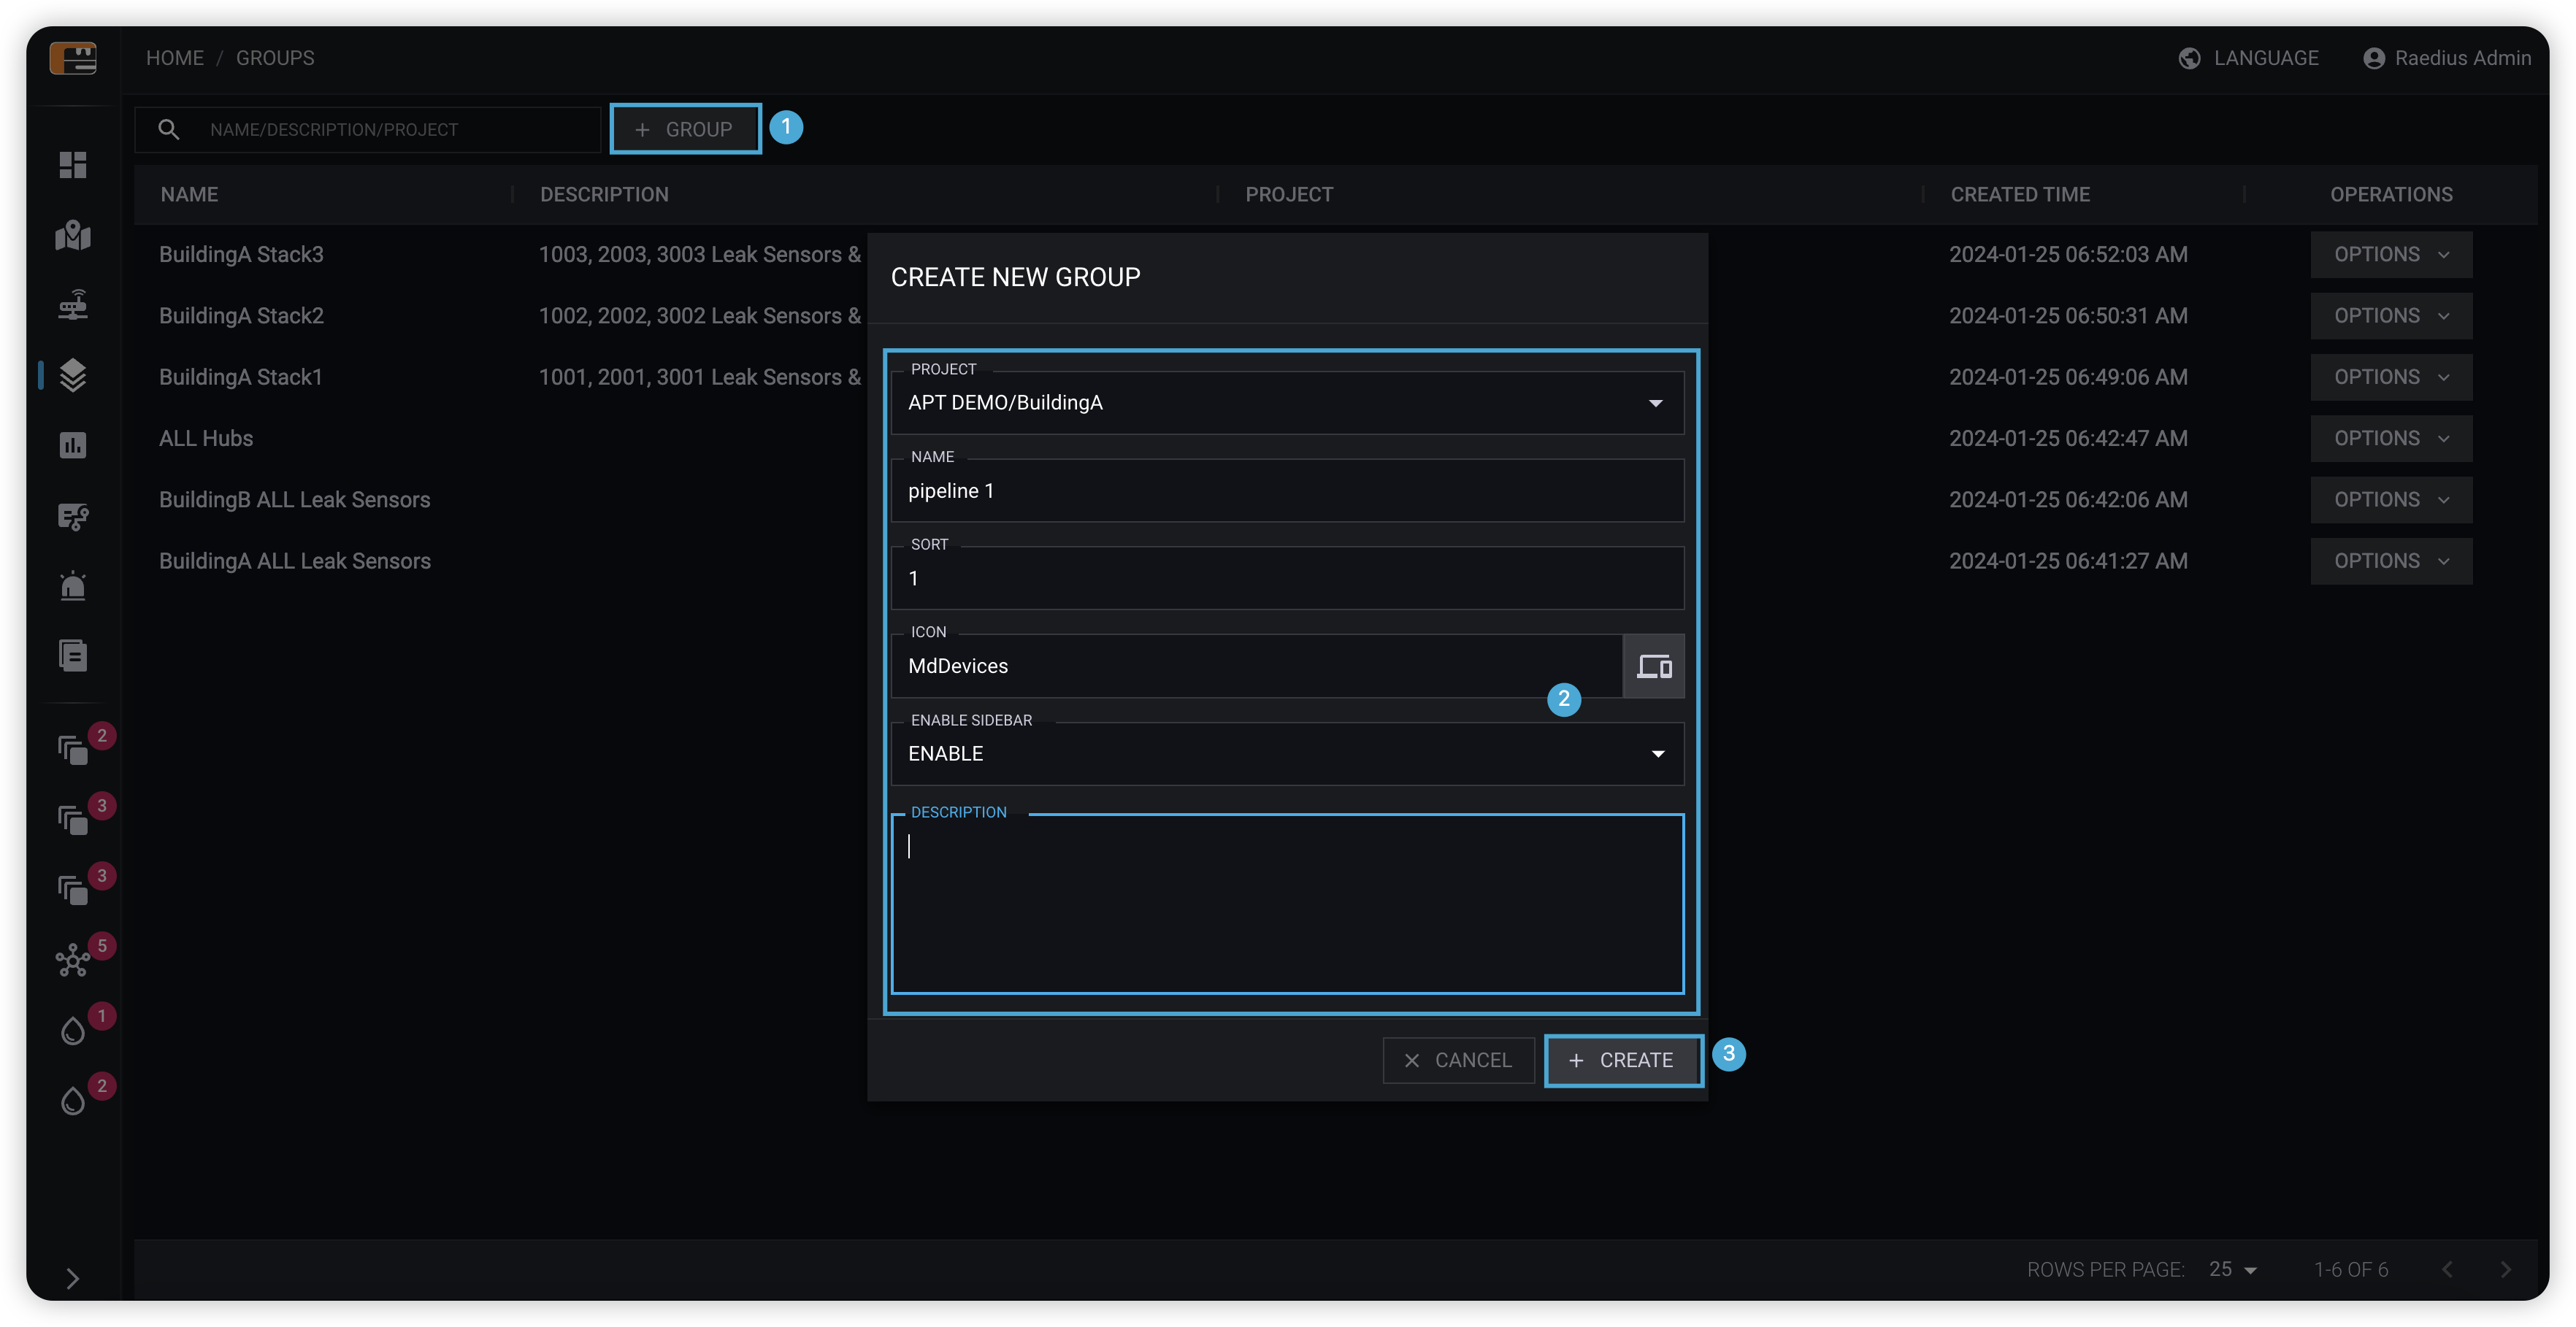 HOME / GROUPS
LANGUAGE
Raedius Admin
NAME/DESCRIPTION/PROJECT
+ GROUP
1
NAME
DESCRIPTION
PROJECT
CREATED TIME
OPERATIONS
BuildingA Stack3
1003, 2003, 3003 Leak Sensors &
2024-01-25 06:52:03 AM
OPTIONS
BuildingA Stack2
1002, 2002, 3002 Leak Sensors &
2024-01-25 06:50:31 AM
OPTIONS
BuildingA Stack1
1001, 2001, 3001 Leak Sensors &
2024-01-25 06:49:06 AM
OPTIONS
ALL Hubs
2024-01-25 06:42:47 AM
OPTIONS
BuildingB ALL Leak Sensors
2024-01-25 06:42:06 AM
OPTIONS
BuildingA ALL Leak Sensors
2024-01-25 06:41:27 AM
OPTIONS
CREATE NEW GROUP
PROJECT
APT DEMO/BuildingA
NAME
pipeline 1
SORT
1
ICON
MdDevices
2
ENABLE SIDEBAR
ENABLE
DESCRIPTION
CANCEL
+ CREATE
3
2
3
3
5
1
2
ROWS PER PAGE:
25
1-6 OF 6